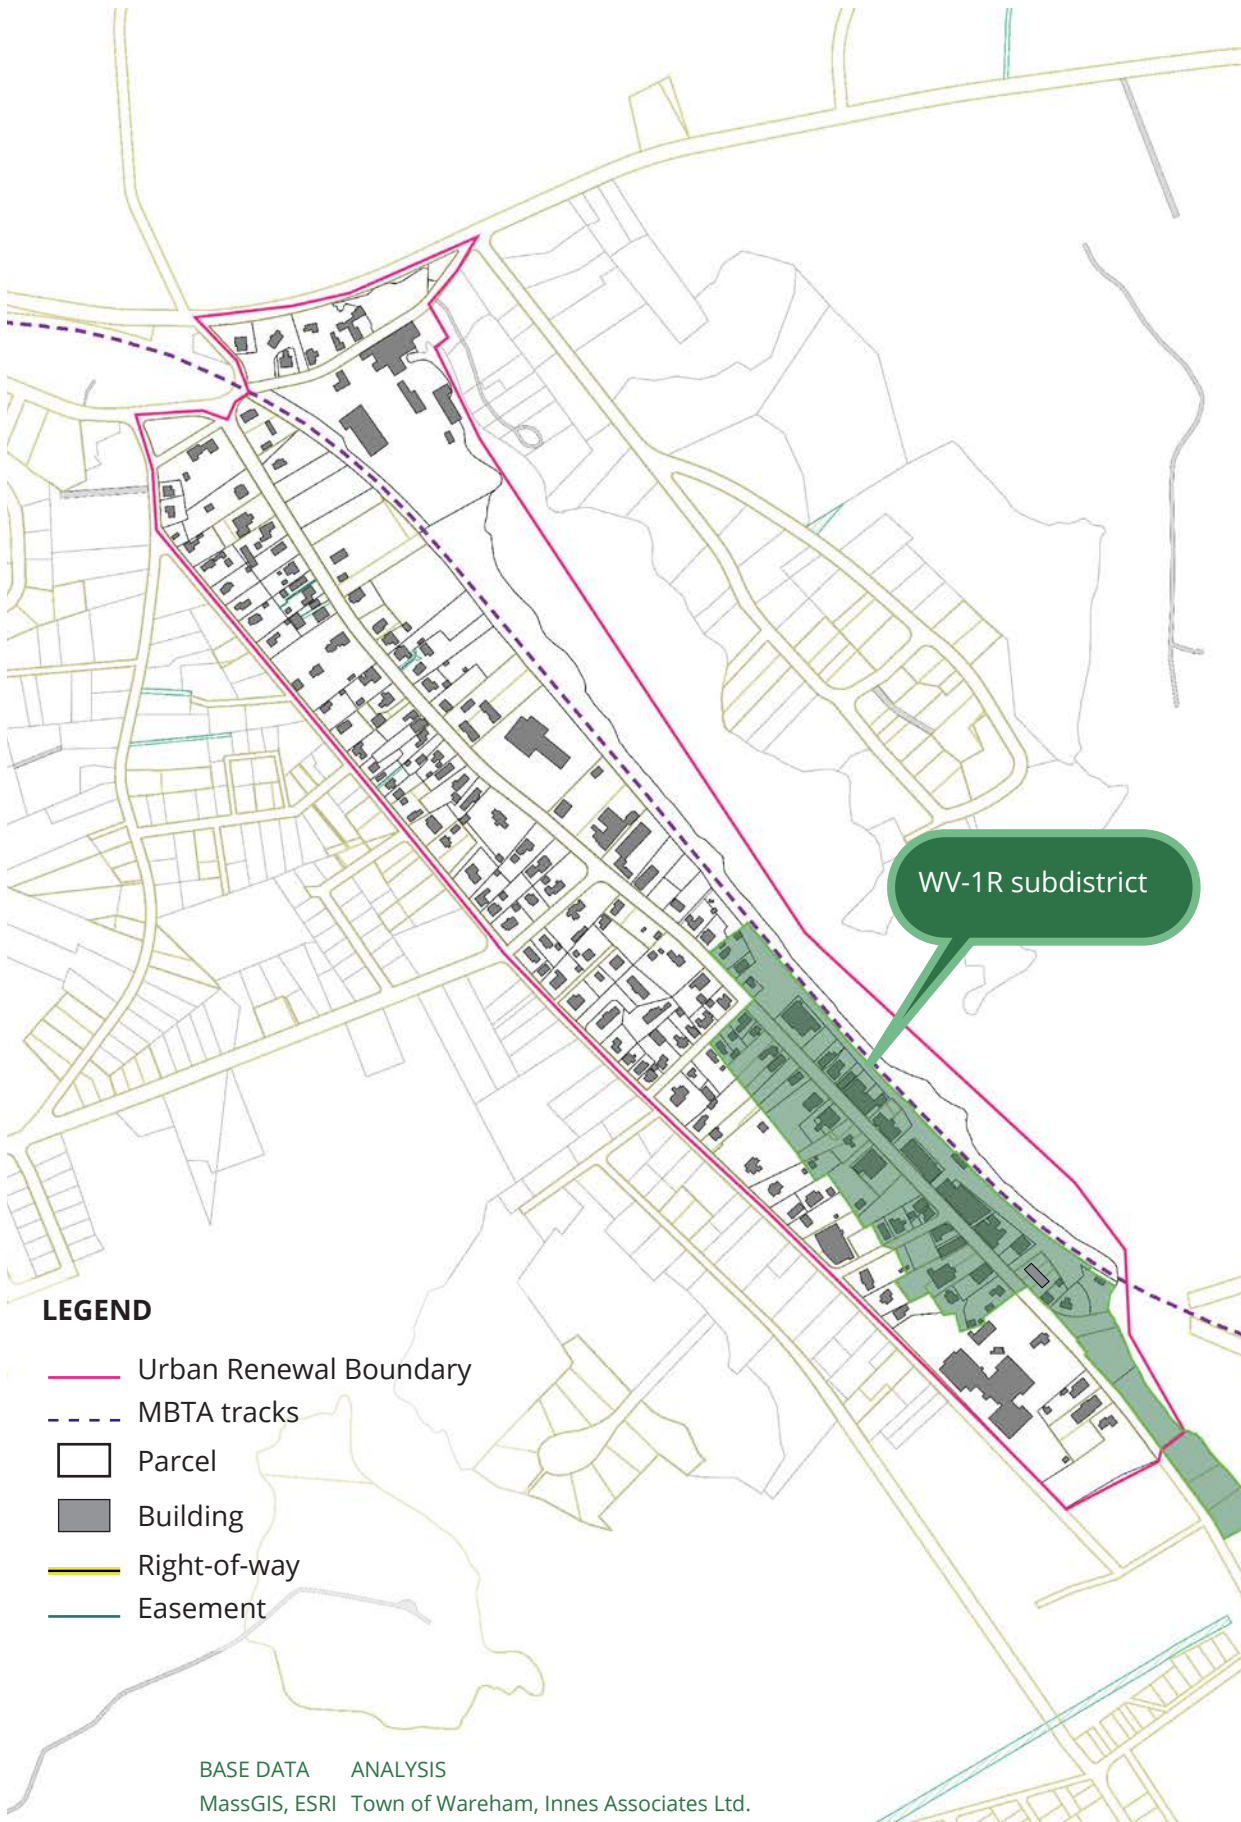 WV-1R subdistrict
LEGEND
Urban Renewal Boundary
MBTA tracks
Parcel
Building
Right-of-way
Easement
BASE DATA ANALYSIS
MassGIS, ESRI Town of Wareham, Innes Associates Ltd.